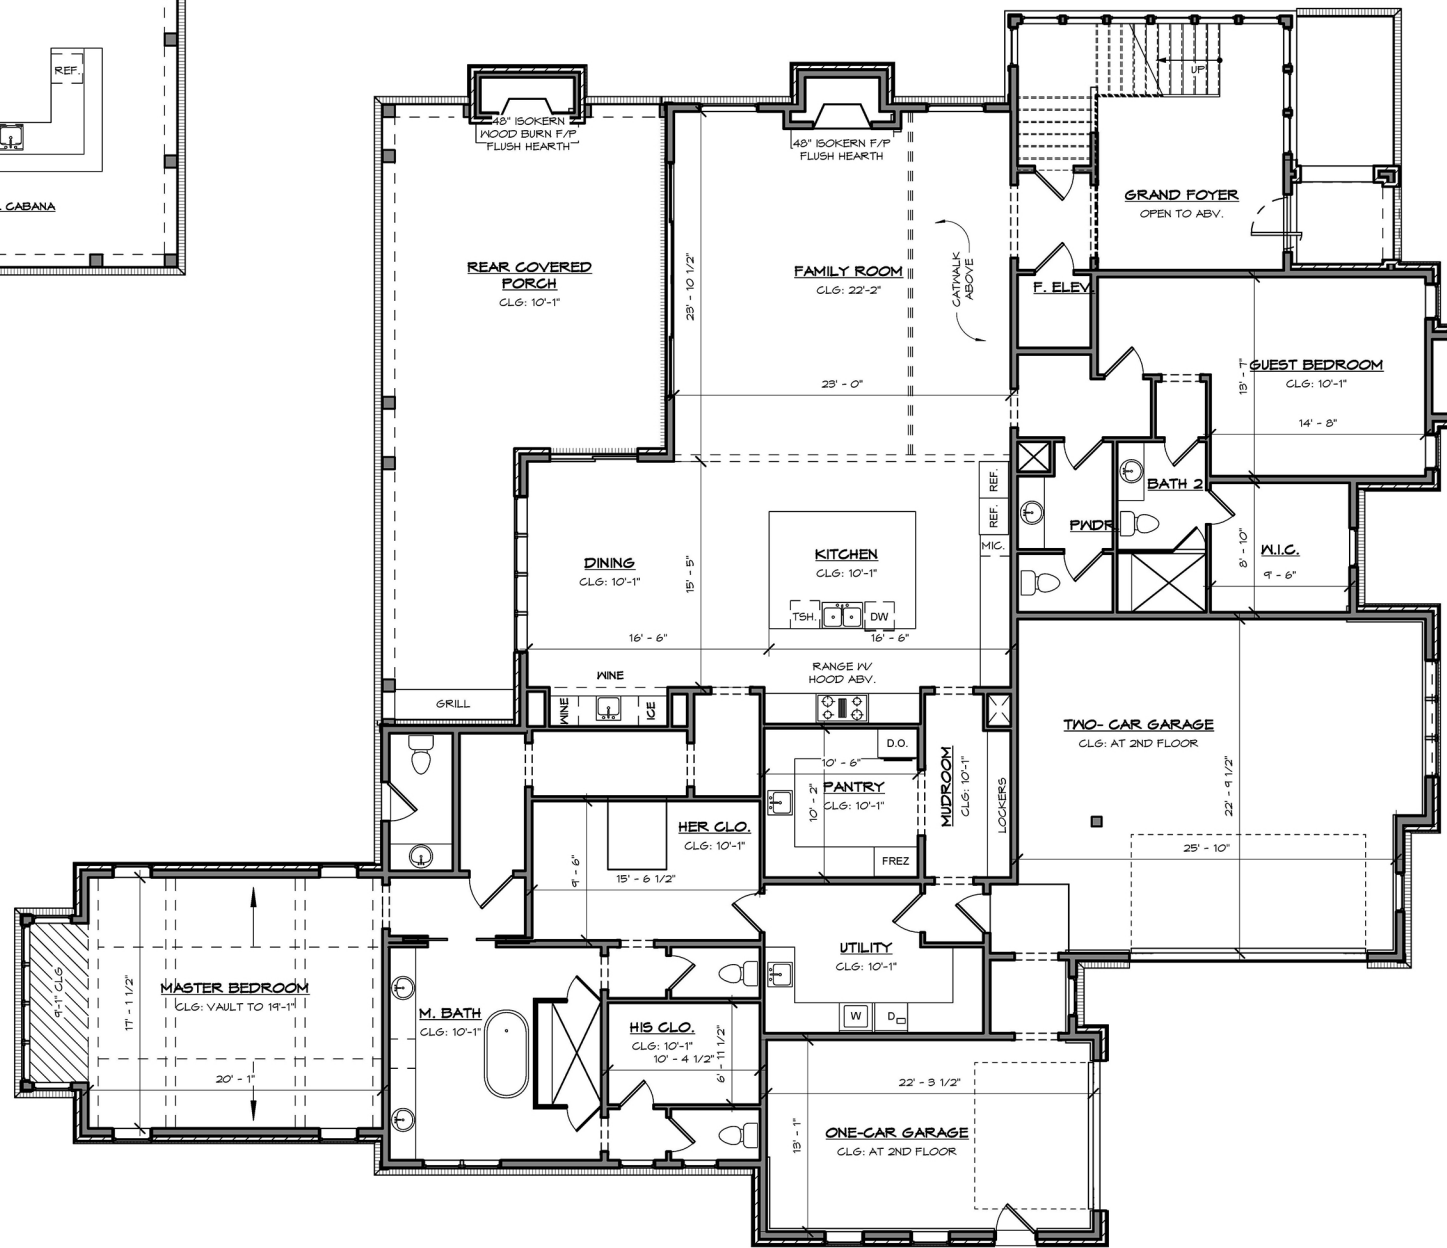 REF.
. CABANA
UP
48" ISOKERN
WOOD BURN F/P
FLUSH HEARTH
48" ISOKERN F/P
FLUSH HEARTH
GRAND FOYER
OPEN TO ABV.
REAR COVERED
PORCH
CLG: 10'-1"
23' - 10 1/2"
FAMILY ROOM
CLG: 22'-2"
CATWALK
ABOVE
F. ELEV.
23' - 0"
13' - 7"
GUEST BEDROOM
CLG: 10'-1"
14' - 8"
REF.
REF.
MIC.
BATH 2
PWDR
8' - 10"
W.I.C.
9' - 6"
DINING
CLG: 10'-1"
15' - 5"
KITCHEN
CLG: 10'-1"
TSH.
DW
16' - 6"
16' - 6"
RANGE W/
HOOD ABV.
WINE
WINE
ICE
GRILL
TWO- CAR GARAGE
CLG: AT 2ND FLOOR
22' - 9 1/2"
25' - 10"
D.O.
10' - 6"
10' - 2"
PANTRY
CLG: 10'-1"
FREZ
MUDROOM
CLG: 10'-1"
LOCKERS
HER CLO.
CLG: 10'-1"
9' - 6"
15' - 6 1/2"
UTILITY
CLG: 10'-1"
W
D
9'-1" CLG
17' - 1 1/2"
MASTER BEDROOM
CLG: VAULT TO 19'-1"
20' - 1"
M. BATH
CLG: 10'-1"
HIS CLO.
CLG: 10'-1"
10' - 4 1/2"
6' - 11 1/2"
22' - 3 1/2"
13' - 1"
ONE-CAR GARAGE
CLG: AT 2ND FLOOR